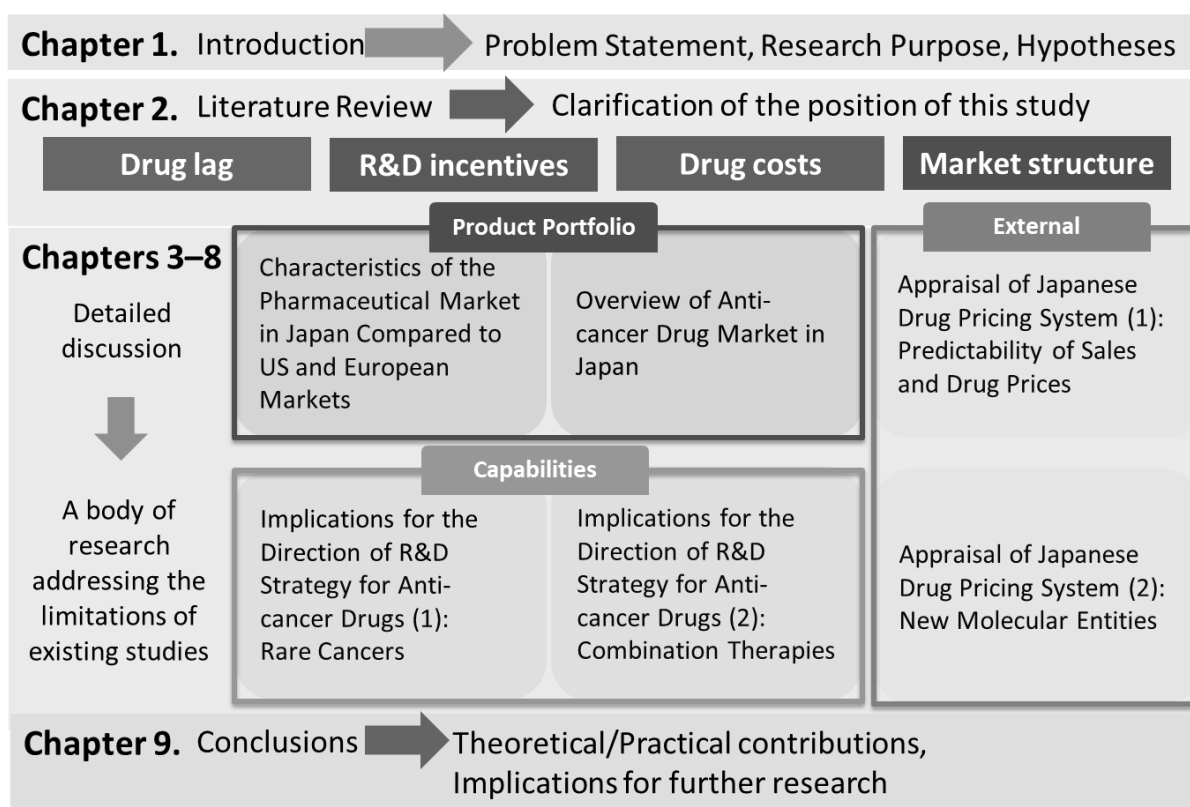 Chapter 1. Introduction Problem Statement, Research Purpose, Hypotheses
Chapter 2. Literature Review Clarification of the position of this study
Drug lag R&D incentives Drug costs Market structure
Chapters 3–8
Detailed
discussion
A body of
research
addressing the
limitations of
existing studies
Product Portfolio
Characteristics of the
Pharmaceutical Market
in Japan Compared to
US and European
Markets
Overview of Anti-
cancer Drug Market in
Japan
Capabilities
Implications for the
Direction of R&D
Strategy for Anti-
cancer Drugs (1):
Rare Cancers
Implications for the
Direction of R&D
Strategy for Anti-
cancer Drugs (2):
Combination Therapies
External
Appraisal of Japanese
Drug Pricing System (1):
Predictability of Sales
and Drug Prices
Appraisal of Japanese
Drug Pricing System (2):
New Molecular Entities
Chapter 9. Conclusions Theoretical/Practical contributions,
Implications for further research